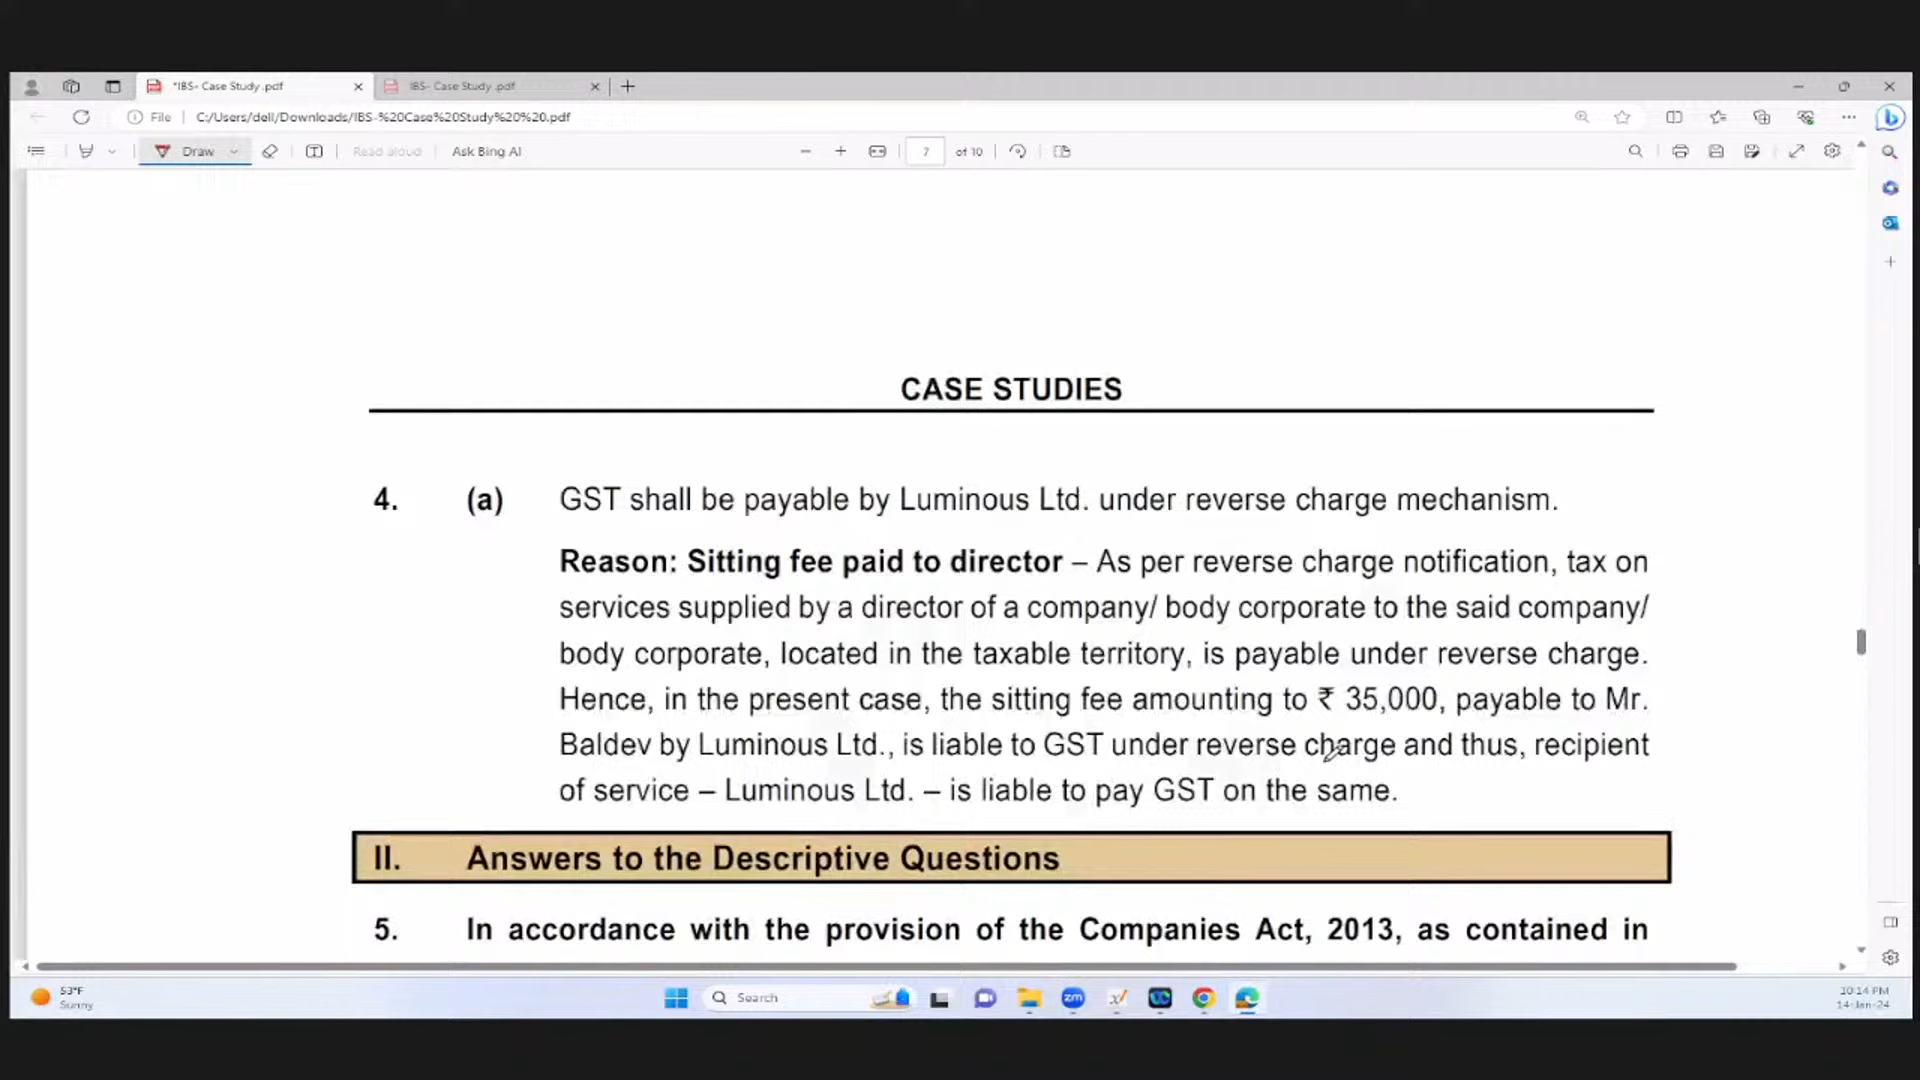 *IBS- Case Study .pdf
IBS- Case Study .pdf
File
C:/Users/dell/Downloads/IBS-%20Case%20Study%20%20.pdf
Draw
Read aloud
Ask Bing AI
7
of 10
CASE STUDIES
4. (a) GST shall be payable by Luminous Ltd. under reverse charge mechanism.
Reason: Sitting fee paid to director – As per reverse charge notification, tax on
services supplied by a director of a company/ body corporate to the said company/
body corporate, located in the taxable territory, is payable under reverse charge.
Hence, in the present case, the sitting fee amounting to ₹ 35,000, payable to Mr.
Baldev by Luminous Ltd., is liable to GST under reverse charge and thus, recipient
of service – Luminous Ltd. – is liable to pay GST on the same.
II. Answers to the Descriptive Questions
5. In accordance with the provision of the Companies Act, 2013, as contained in
53°F
Sunny
Search
zm
10:14 PM
14-Jan-24